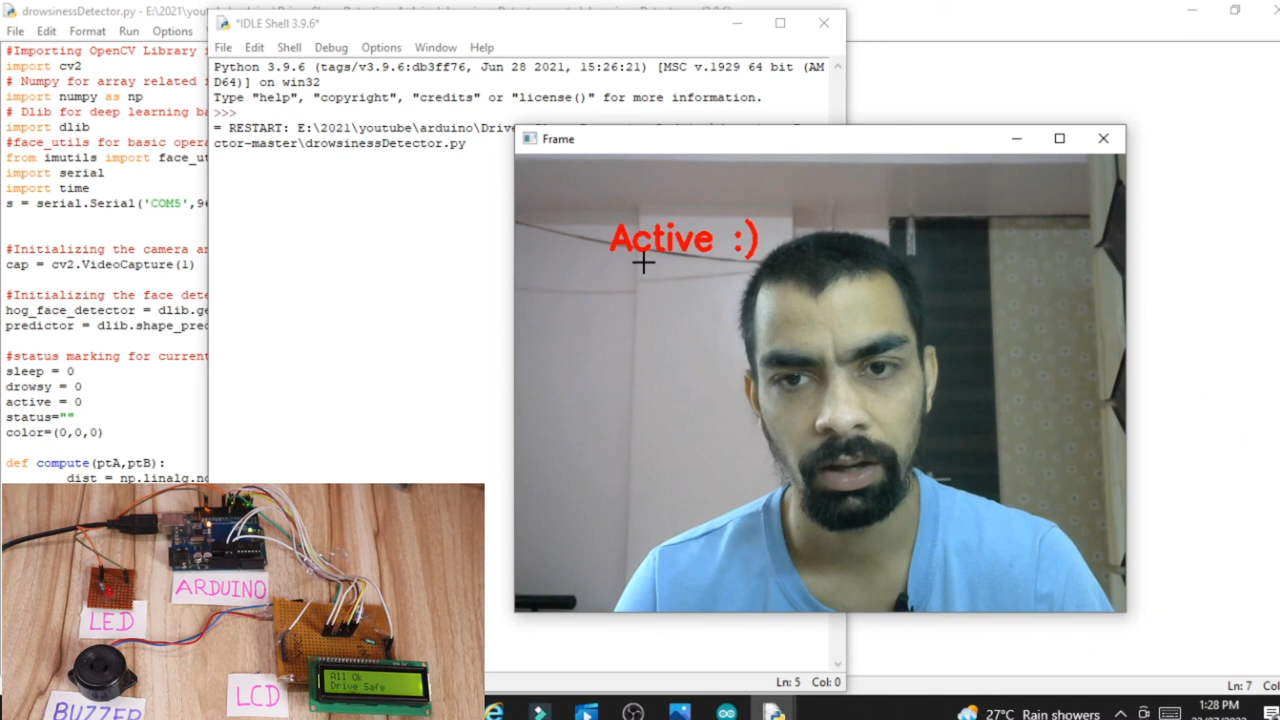 drowsinessDetector.py - E:\2021\you
File Edit Format Run Options
#Importing OpenCV Library
import cv2
# Numpy for array related
import numpy as np
# Dlib for deep learning ba
import dlib
#face_utils for basic opera
from imutils import face_ut
import serial
import time
s = serial.Serial('COM5',96
#Initializing the camera an
cap = cv2.VideoCapture(1)
#Initializing the face dete
hog_face_detector = dlib.ge
predictor = dlib.shape_pred
#status marking for current
sleep = 0
drowsy = 0
active = 0
status=""
color=(0,0,0)
def compute(ptA,ptB):
dist = np.linalg.no
*IDLE Shell 3.9.6*
File Edit Shell Debug Options Window Help
Python 3.9.6 (tags/v3.9.6:db3ff76, Jun 28 2021, 15:26:21) [MSC v.1929 64 bit (AM
D64)] on win32
Type "help", "copyright", "credits" or "license()" for more information.
>>>
= RESTART: E:\2021\youtube\arduino\Drive
ctor-master\drowsinessDetector.py
Frame
Active :)
ARDUINO
LED
BUZZER
LCD
All Ok
Drive Safe
Ln: 5 Col: 0
Ln: 7 Co
27°C Rain showers
1:28 PM